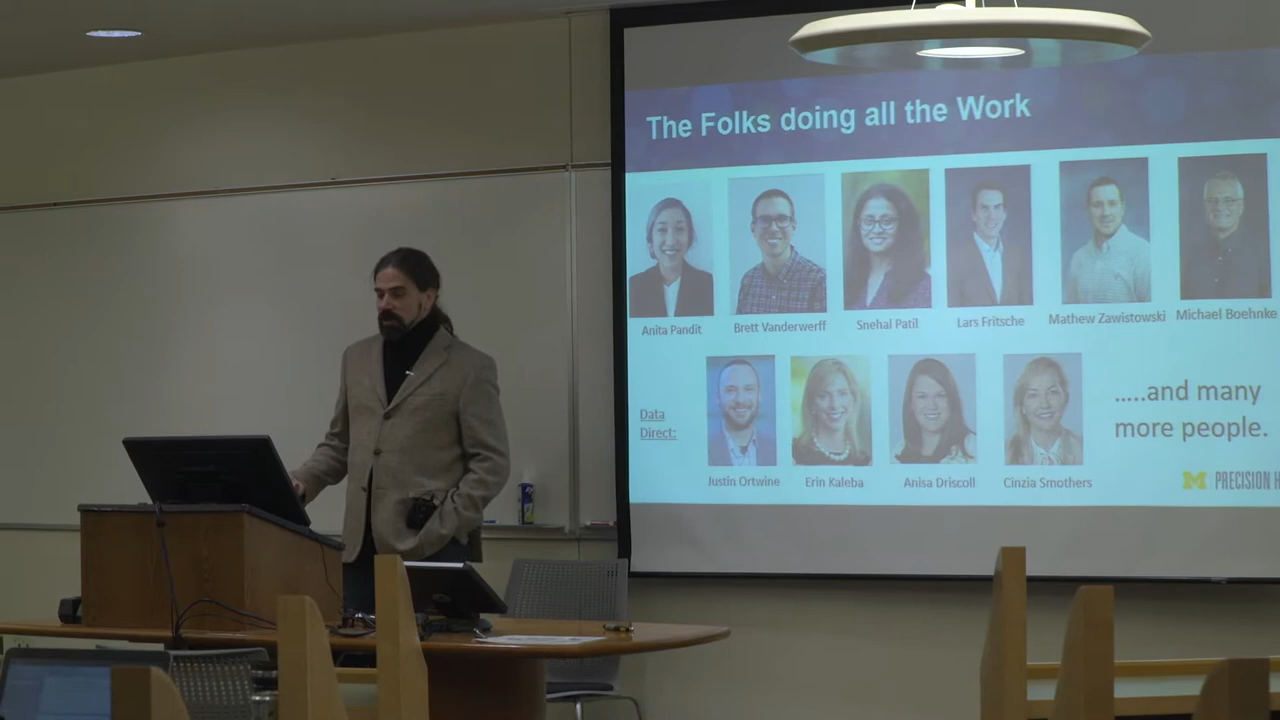 The Folks doing all the Work
Anita Pandit
Brett Vanderwerff
Snehal Patil
Lars Fritsche
Mathew Zawistowski
Michael Boehnke
Data
Direct:
Justin Ortwine
Erin Kaleba
Anisa Driscoll
Cinzia Smothers
.....and many
more people.
M PRECISION H